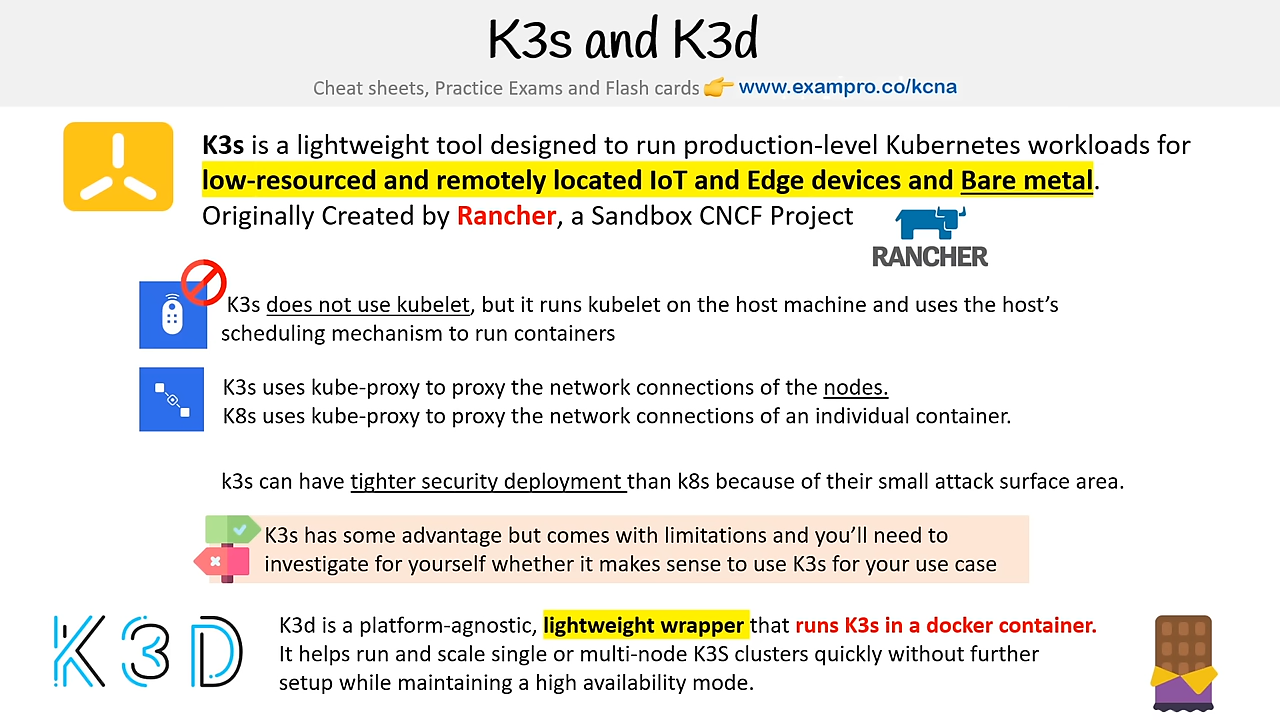 K3s and K3d
Cheat sheets, Practice Exams and Flash cards 👉 www.exampro.co/kcna
K3s is a lightweight tool designed to run production-level Kubernetes workloads for
low-resourced and remotely located IoT and Edge devices and Bare metal.
Originally Created by Rancher, a Sandbox CNCF Project
RANCHER
K3s does not use kubelet, but it runs kubelet on the host machine and uses the host's
scheduling mechanism to run containers
K3s uses kube-proxy to proxy the network connections of the nodes.
K8s uses kube-proxy to proxy the network connections of an individual container.
k3s can have tighter security deployment than k8s because of their small attack surface area.
K3s has some advantage but comes with limitations and you'll need to
investigate for yourself whether it makes sense to use K3s for your use case
K3D
K3d is a platform-agnostic, lightweight wrapper that runs K3s in a docker container.
It helps run and scale single or multi-node K3S clusters quickly without further
setup while maintaining a high availability mode.